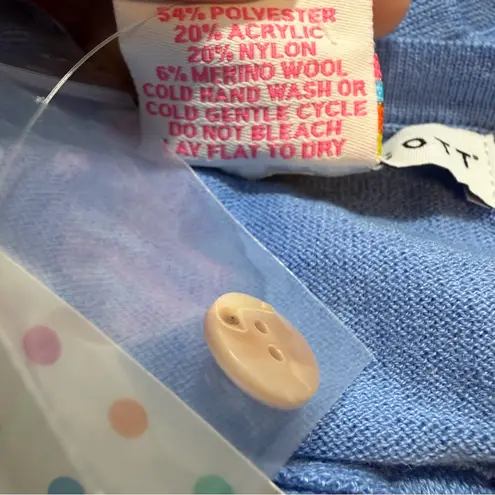 54% POLYESTER
20% ACRYLIC
20% NYLON
6% MERINO WOOL
COLD HAND WASH OR
COLD GENTLE CYCLE
DO NOT BLEACH
LAY FLAT TO DRY
OTT